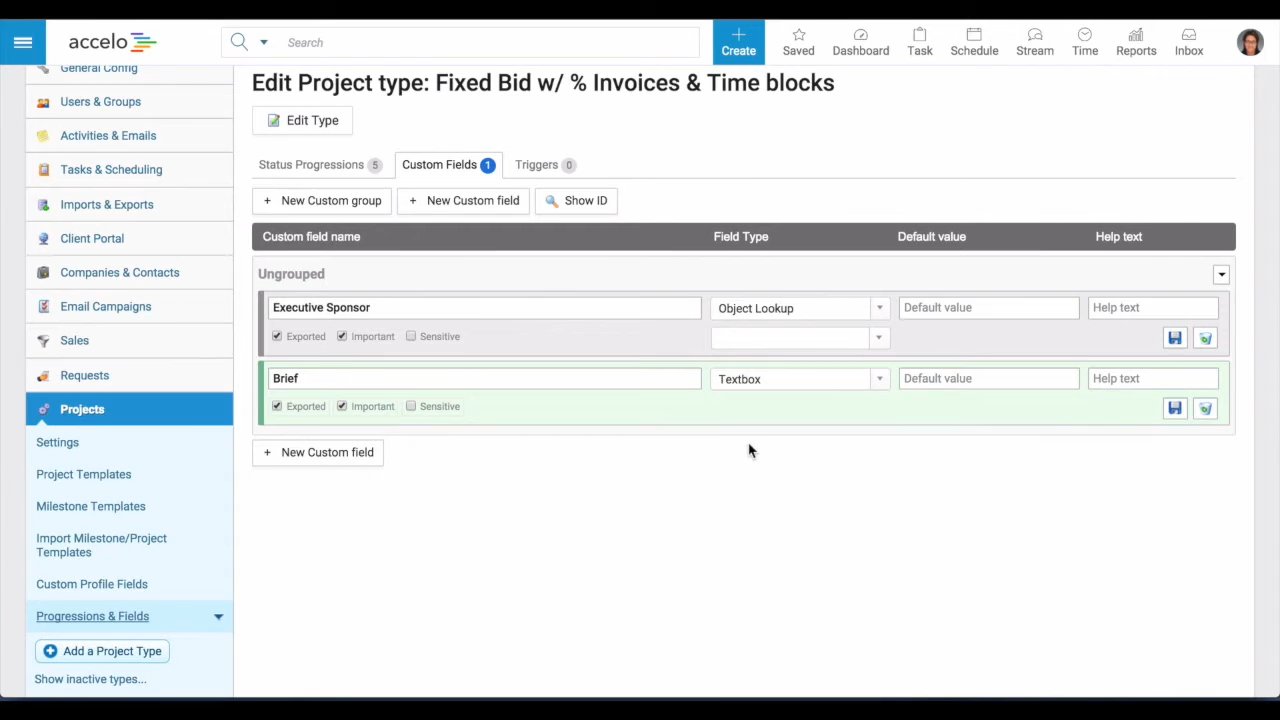 accelo
Search
Create
Saved
Dashboard
Task
Schedule
Stream
Time
Reports
Inbox
General Config
Users & Groups
Activities & Emails
Tasks & Scheduling
Imports & Exports
Client Portal
Companies & Contacts
Email Campaigns
Sales
Requests
Projects
Settings
Project Templates
Milestone Templates
Import Milestone/Project
Templates
Custom Profile Fields
Progressions & Fields
Add a Project Type
Show inactive types...
Edit Project type: Fixed Bid w/ % Invoices & Time blocks
Edit Type
Status Progressions 5 Custom Fields 1 Triggers 0
+ New Custom group + New Custom field Show ID
Custom field name Field Type Default value Help text
Ungrouped
Executive Sponsor Object Lookup Default value Help text
Exported Important Sensitive
Brief Textbox Default value Help text
Exported Important Sensitive
+ New Custom field